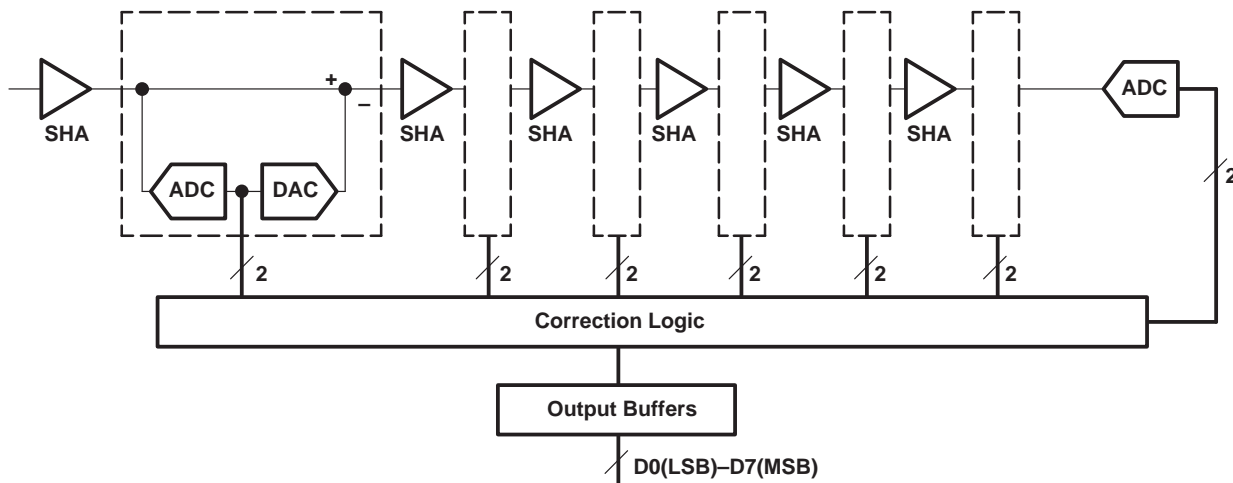 +
–
ADC
SHA
SHA
SHA
SHA
SHA
SHA
ADC
DAC
2
2
2
2
2
2
2
Correction Logic
Output Buffers
D0(LSB)–D7(MSB)